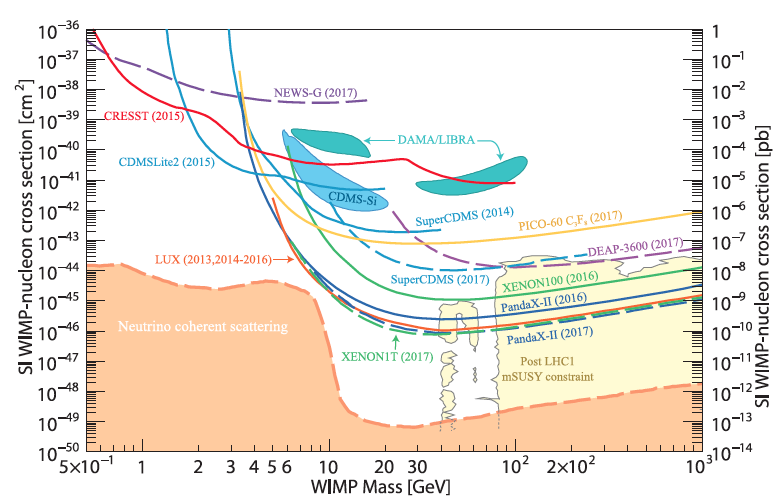 10⁻³⁶
10⁻³⁷
10⁻³⁸
10⁻³⁹
10⁻⁴⁰
10⁻⁴¹
10⁻⁴²
10⁻⁴³
10⁻⁴⁴
10⁻⁴⁵
10⁻⁴⁶
10⁻⁴⁷
10⁻⁴⁸
10⁻⁴⁹
10⁻⁵⁰
SI WIMP-nucleon cross section [cm²]
NEWS-G (2017)
CRESST (2015)
DAMA/LIBRA
CDMSLite2 (2015)
CDMS-Si
SuperCDMS (2014)
PICO-60 C₃F₈ (2017)
DEAP-3600 (2017)
LUX (2013,2014-2016)
SuperCDMS (2017)
XENON100 (2016)
PandaX-II (2016)
Neutrino coherent scattering
PandaX-II (2017)
XENON1T (2017)
Post LHC1
mSUSY constraint
1
10⁻¹
10⁻²
10⁻³
10⁻⁴
10⁻⁵
10⁻⁶
10⁻⁷
10⁻⁸
10⁻⁹
10⁻¹⁰
10⁻¹¹
10⁻¹²
10⁻¹³
10⁻¹⁴
SI WIMP-nucleon cross section [pb]
5×10⁻¹ 1 2 3 4 5 6 10 20 30 10² 2×10² 10³
WIMP Mass [GeV]